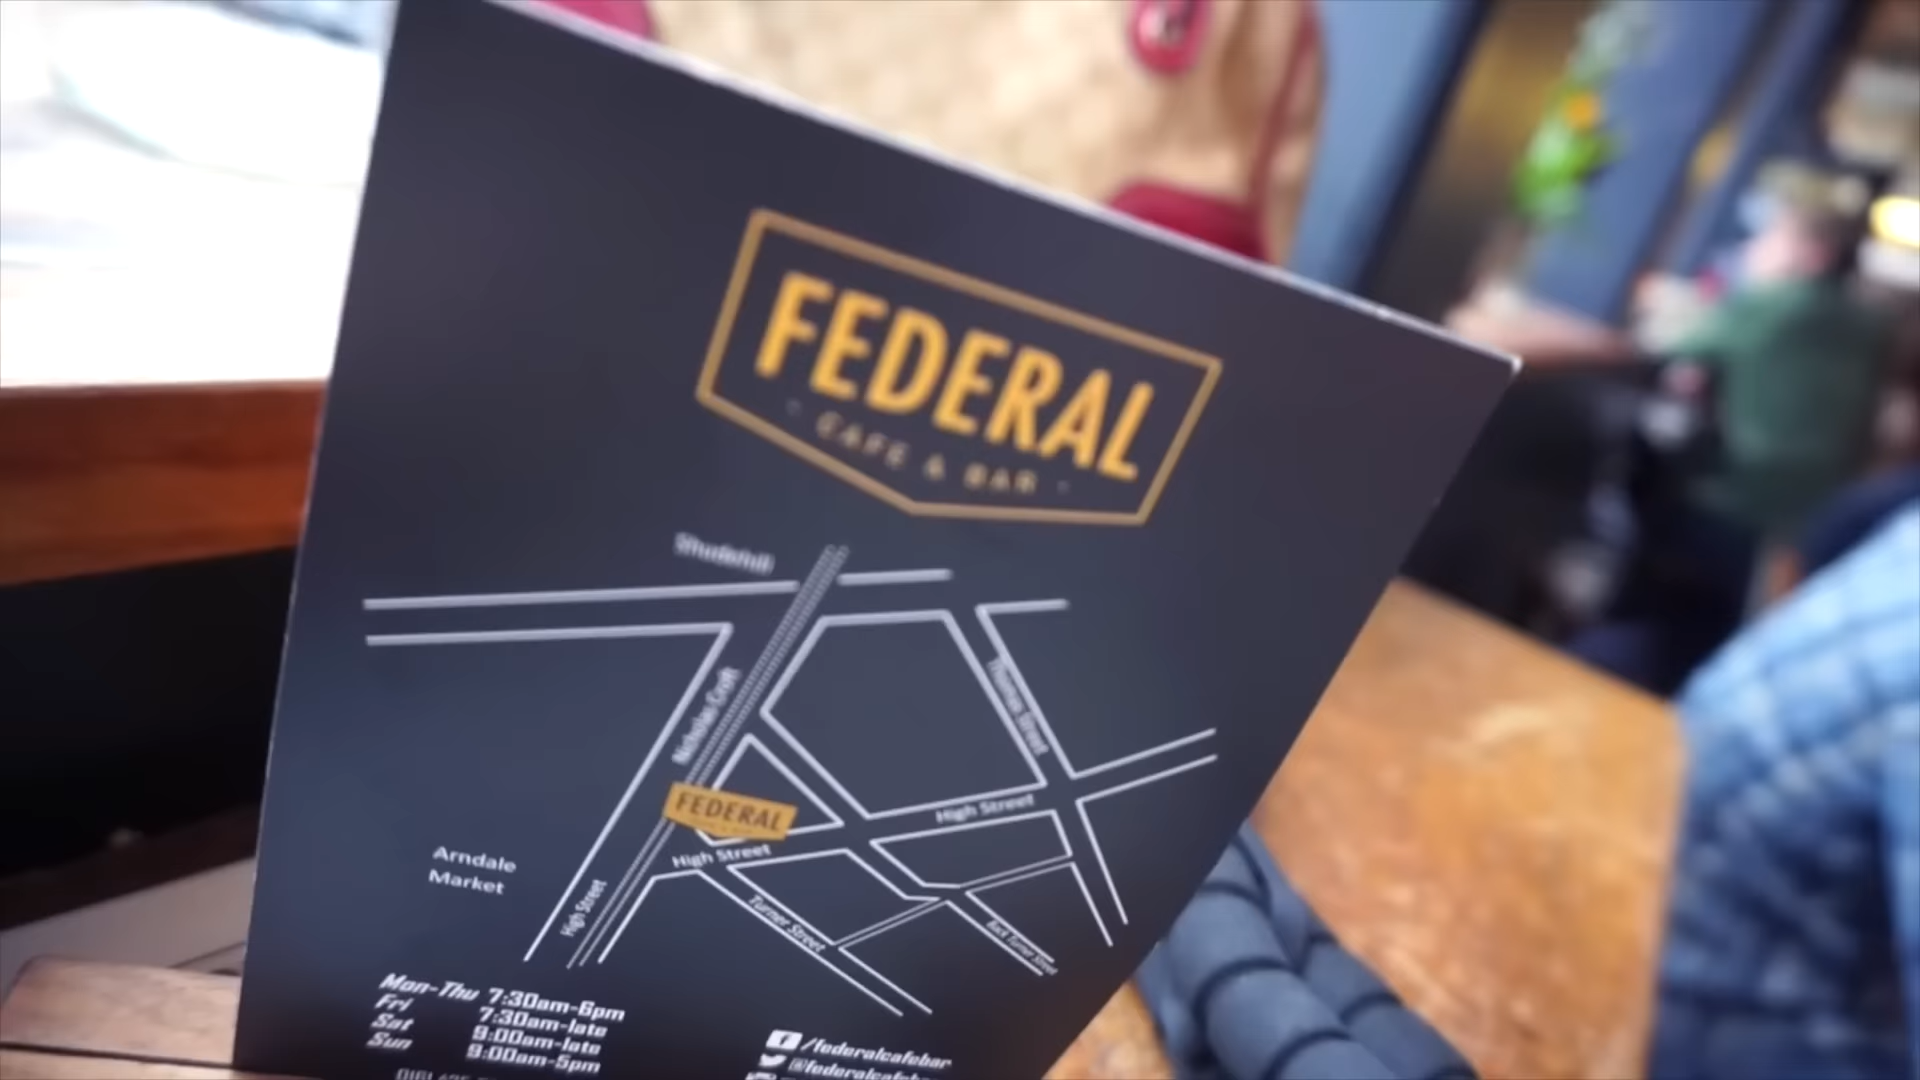 FEDERAL
· CAFE & BAR ·
Shudehill
Nicholas Croft
Thomas Street
FEDERAL
High Street
High Street
Arndale
Market
High Street
Turner Street
Back Turner Street
Mon-Thu 7:30am-6pm
Fri 7:30am-late
Sat 9:00am-late
Sun 9:00am-5pm
/federalcafebar